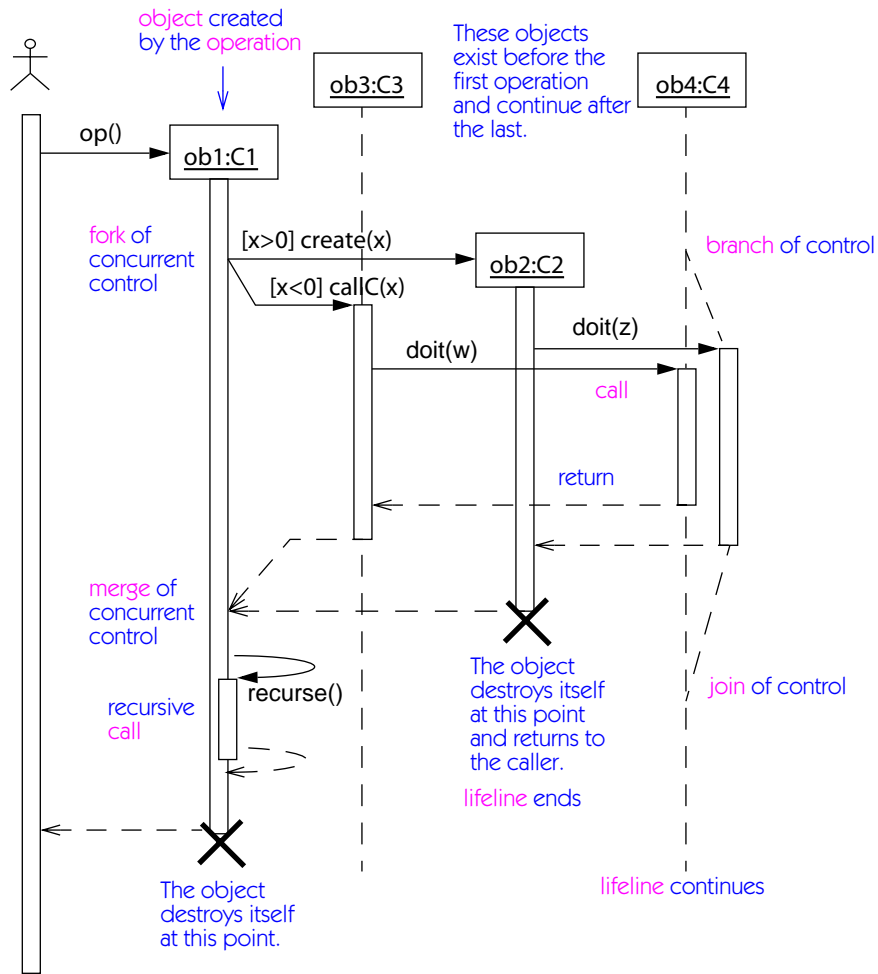 object created
by the operation
These objects
exist before the
first operation
and continue after
the last.
ob3:C3
ob4:C4
op()
ob1:C1
fork of
concurrent
control
[x>0] create(x)
ob2:C2
branch of control
[x<0] callC(x)
doit(z)
doit(w)
call
return
merge of
concurrent
control
recurse()
recursive
call
The object
destroys itself
at this point
and returns to
the caller.
join of control
lifeline ends
The object
destroys itself
at this point.
lifeline continues